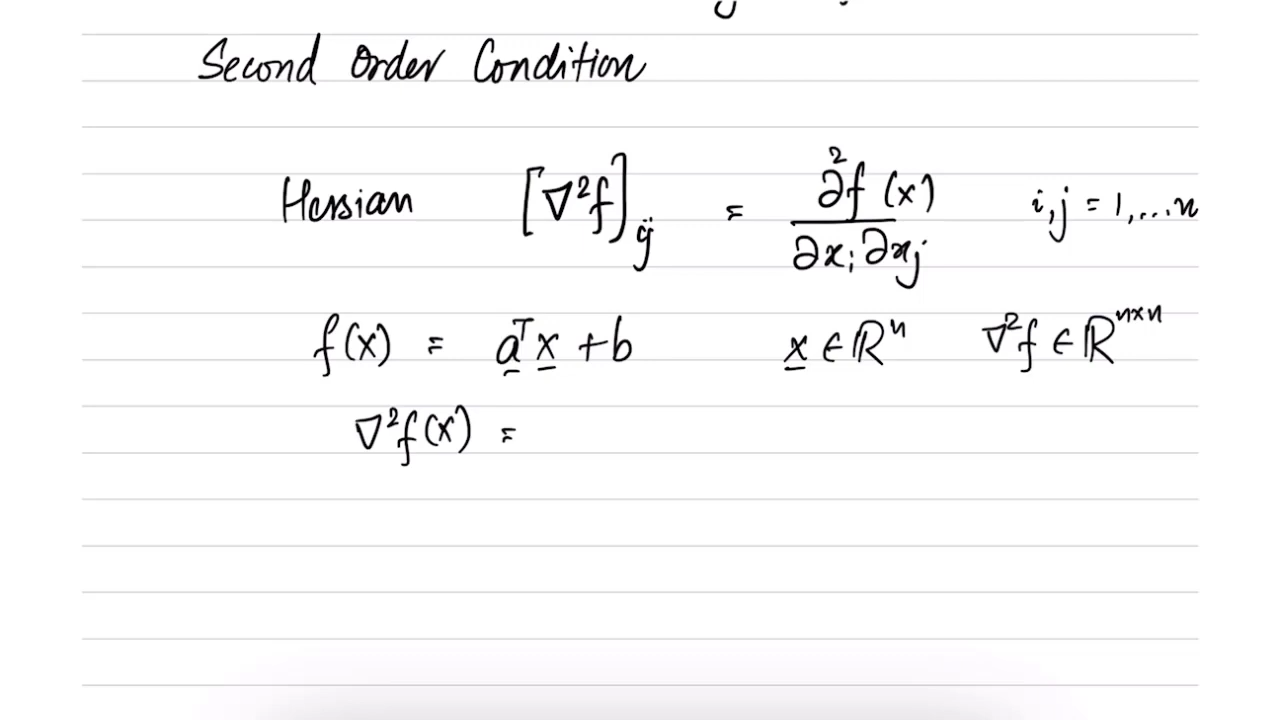 Second Order Condition
Hessian [∇²f]ᵢⱼ = ∂²f(x) / ∂xᵢ ∂xⱼ i,j = 1,...n
f(x) = aᵀx + b x ∈ ℝⁿ ∇²f ∈ ℝⁿˣⁿ
∇²f(x) =